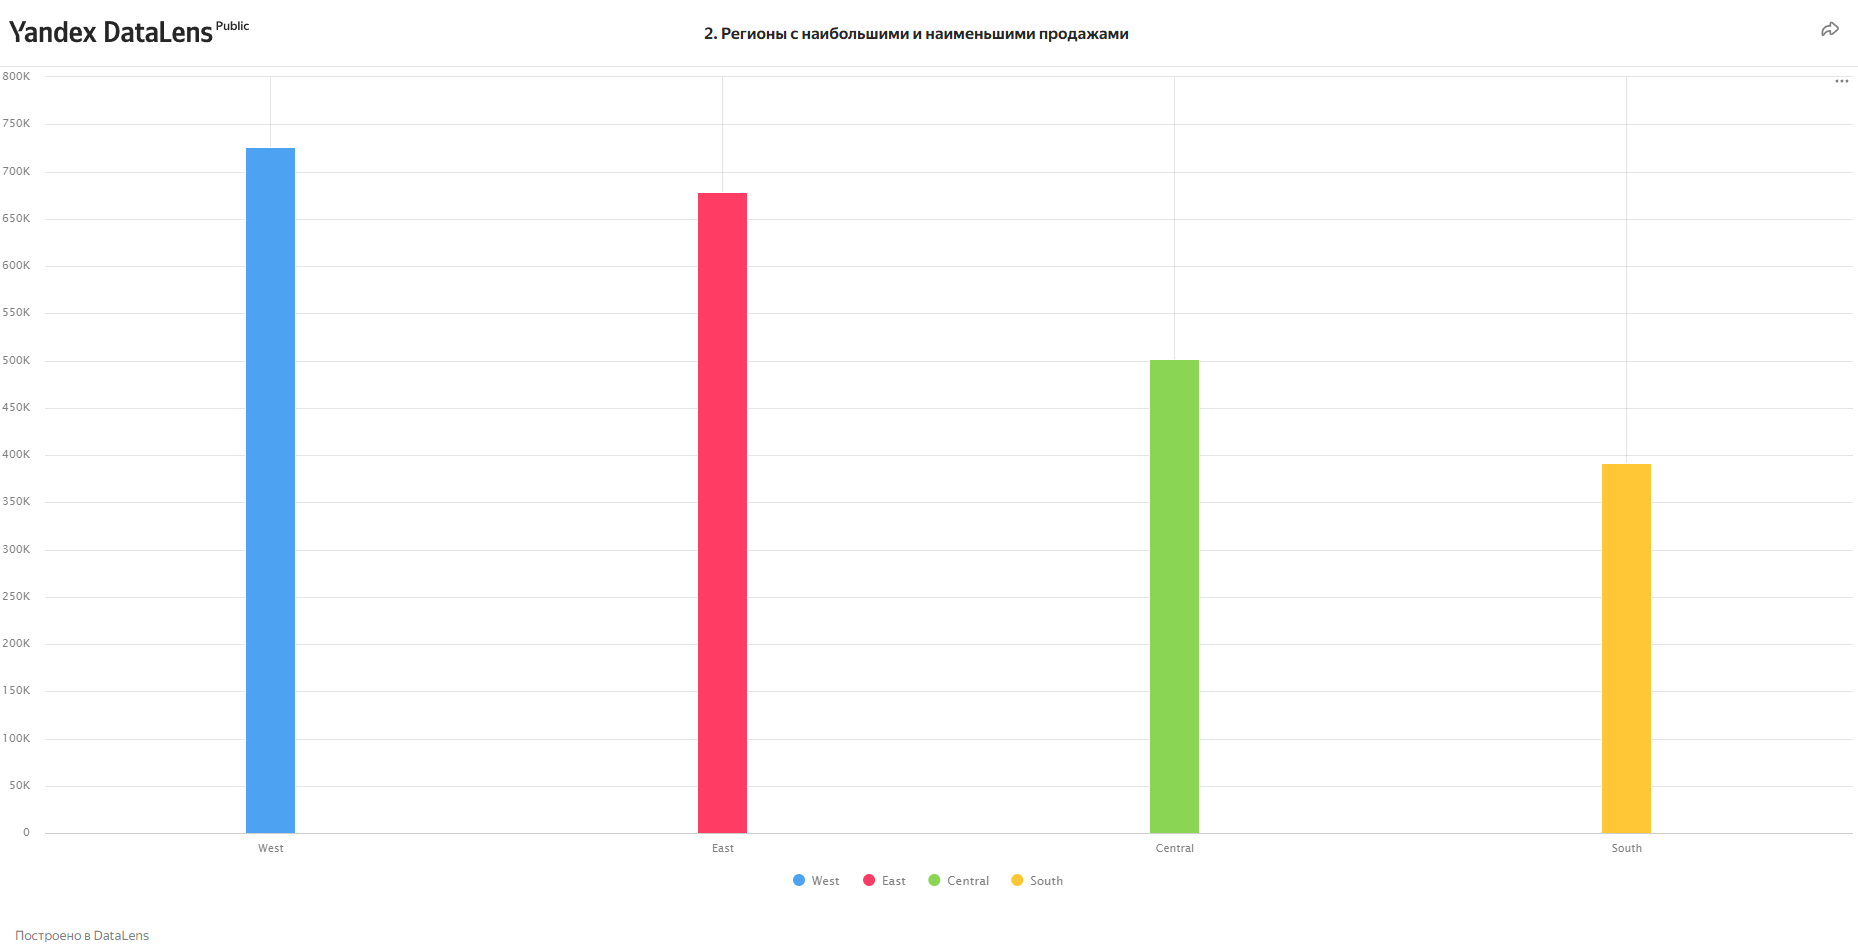 Yandex DataLens Public
2. Регионы с наибольшими и наименьшими продажами
800K
750K
700K
650K
600K
550K
500K
450K
400K
350K
300K
250K
200K
150K
100K
50K
0
West East Central South
West East Central South
Построено в DataLens